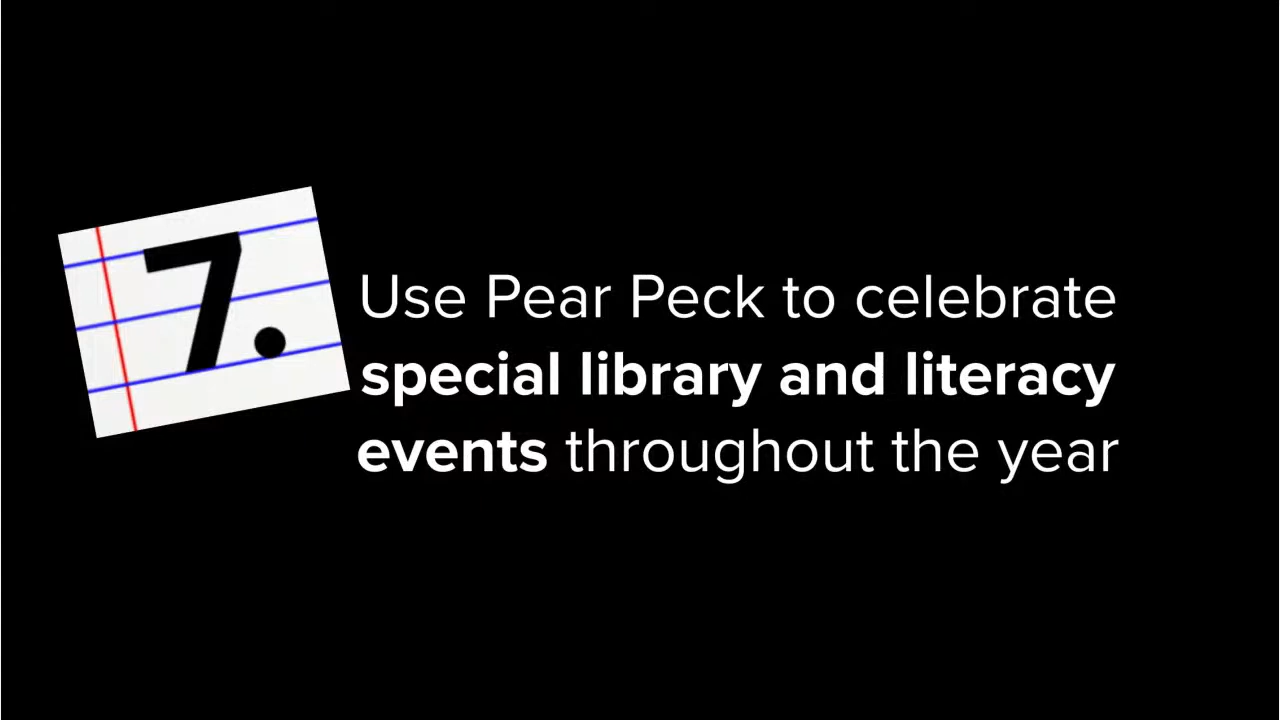 7.
Use Pear Peck to celebrate
special library and literacy
events throughout the year